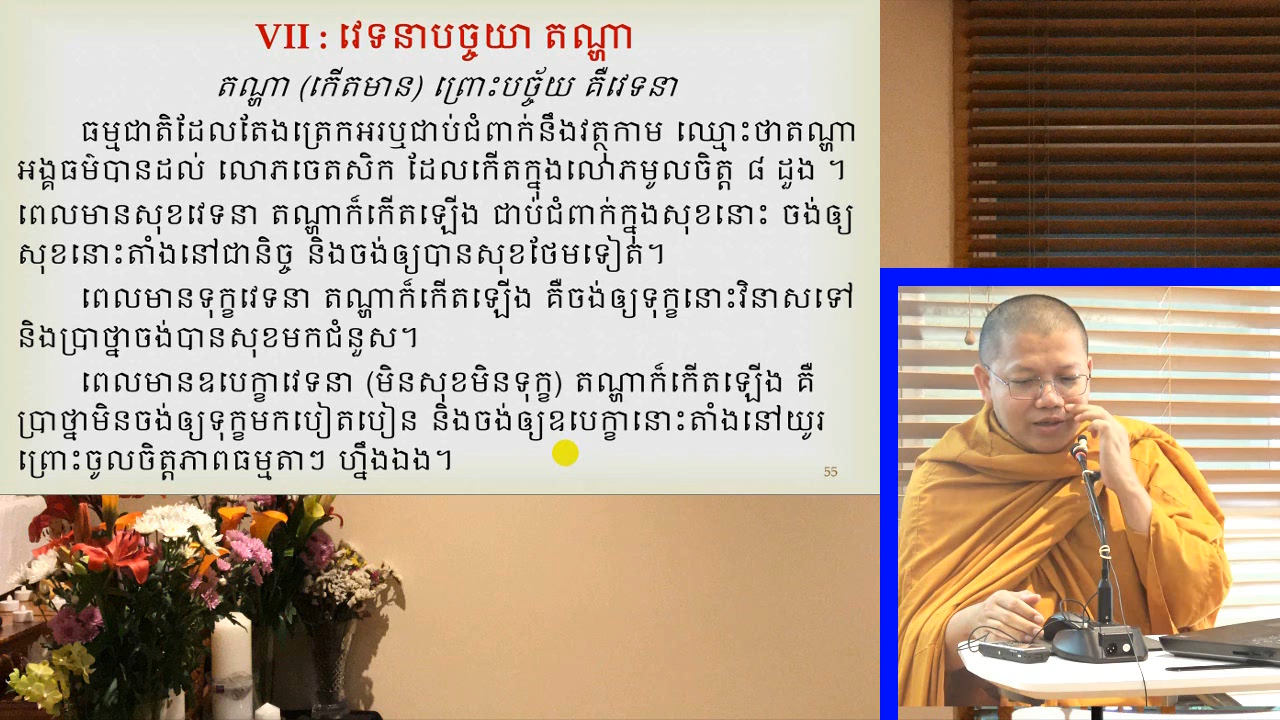 VII : វេទនាបច្ចយា តណ្ហា
តណ្ហា (កើតមាន) ព្រោះបច្ច័យ គឺវេទនា
ធម្មជាតិដែលតែងត្រេកអរឬជាប់ជំពាក់នឹងវត្ថុកាម ឈ្មោះថាតណ្ហា
អង្គធម៌បានដល់ លោភចេតសិក ដែលកើតក្នុងលោភមូលចិត្ត ៨ ដួង ។
ពេលមានសុខវេទនា តណ្ហាក៏កើតឡើង ជាប់ជំពាក់ក្នុងសុខនោះ ចង់ឲ្យ
សុខនោះតាំងនៅជានិច្ច និងចង់ឲ្យបានសុខថែមទៀត។
ពេលមានទុក្ខវេទនា តណ្ហាក៏កើតឡើង គឺចង់ឲ្យទុក្ខនោះវិនាសទៅ
និងប្រាថ្នាចង់បានសុខមកជំនួស។
ពេលមានឧបេក្ខាវេទនា (មិនសុខមិនទុក្ខ) តណ្ហាក៏កើតឡើង គឺ
ប្រាថ្នាមិនចង់ឲ្យទុក្ខមកបៀតបៀន និងចង់ឲ្យឧបេក្ខានោះតាំងនៅយូរ
ព្រោះចូលចិត្តភាពធម្មតាៗ ហ្នឹងឯង។
55